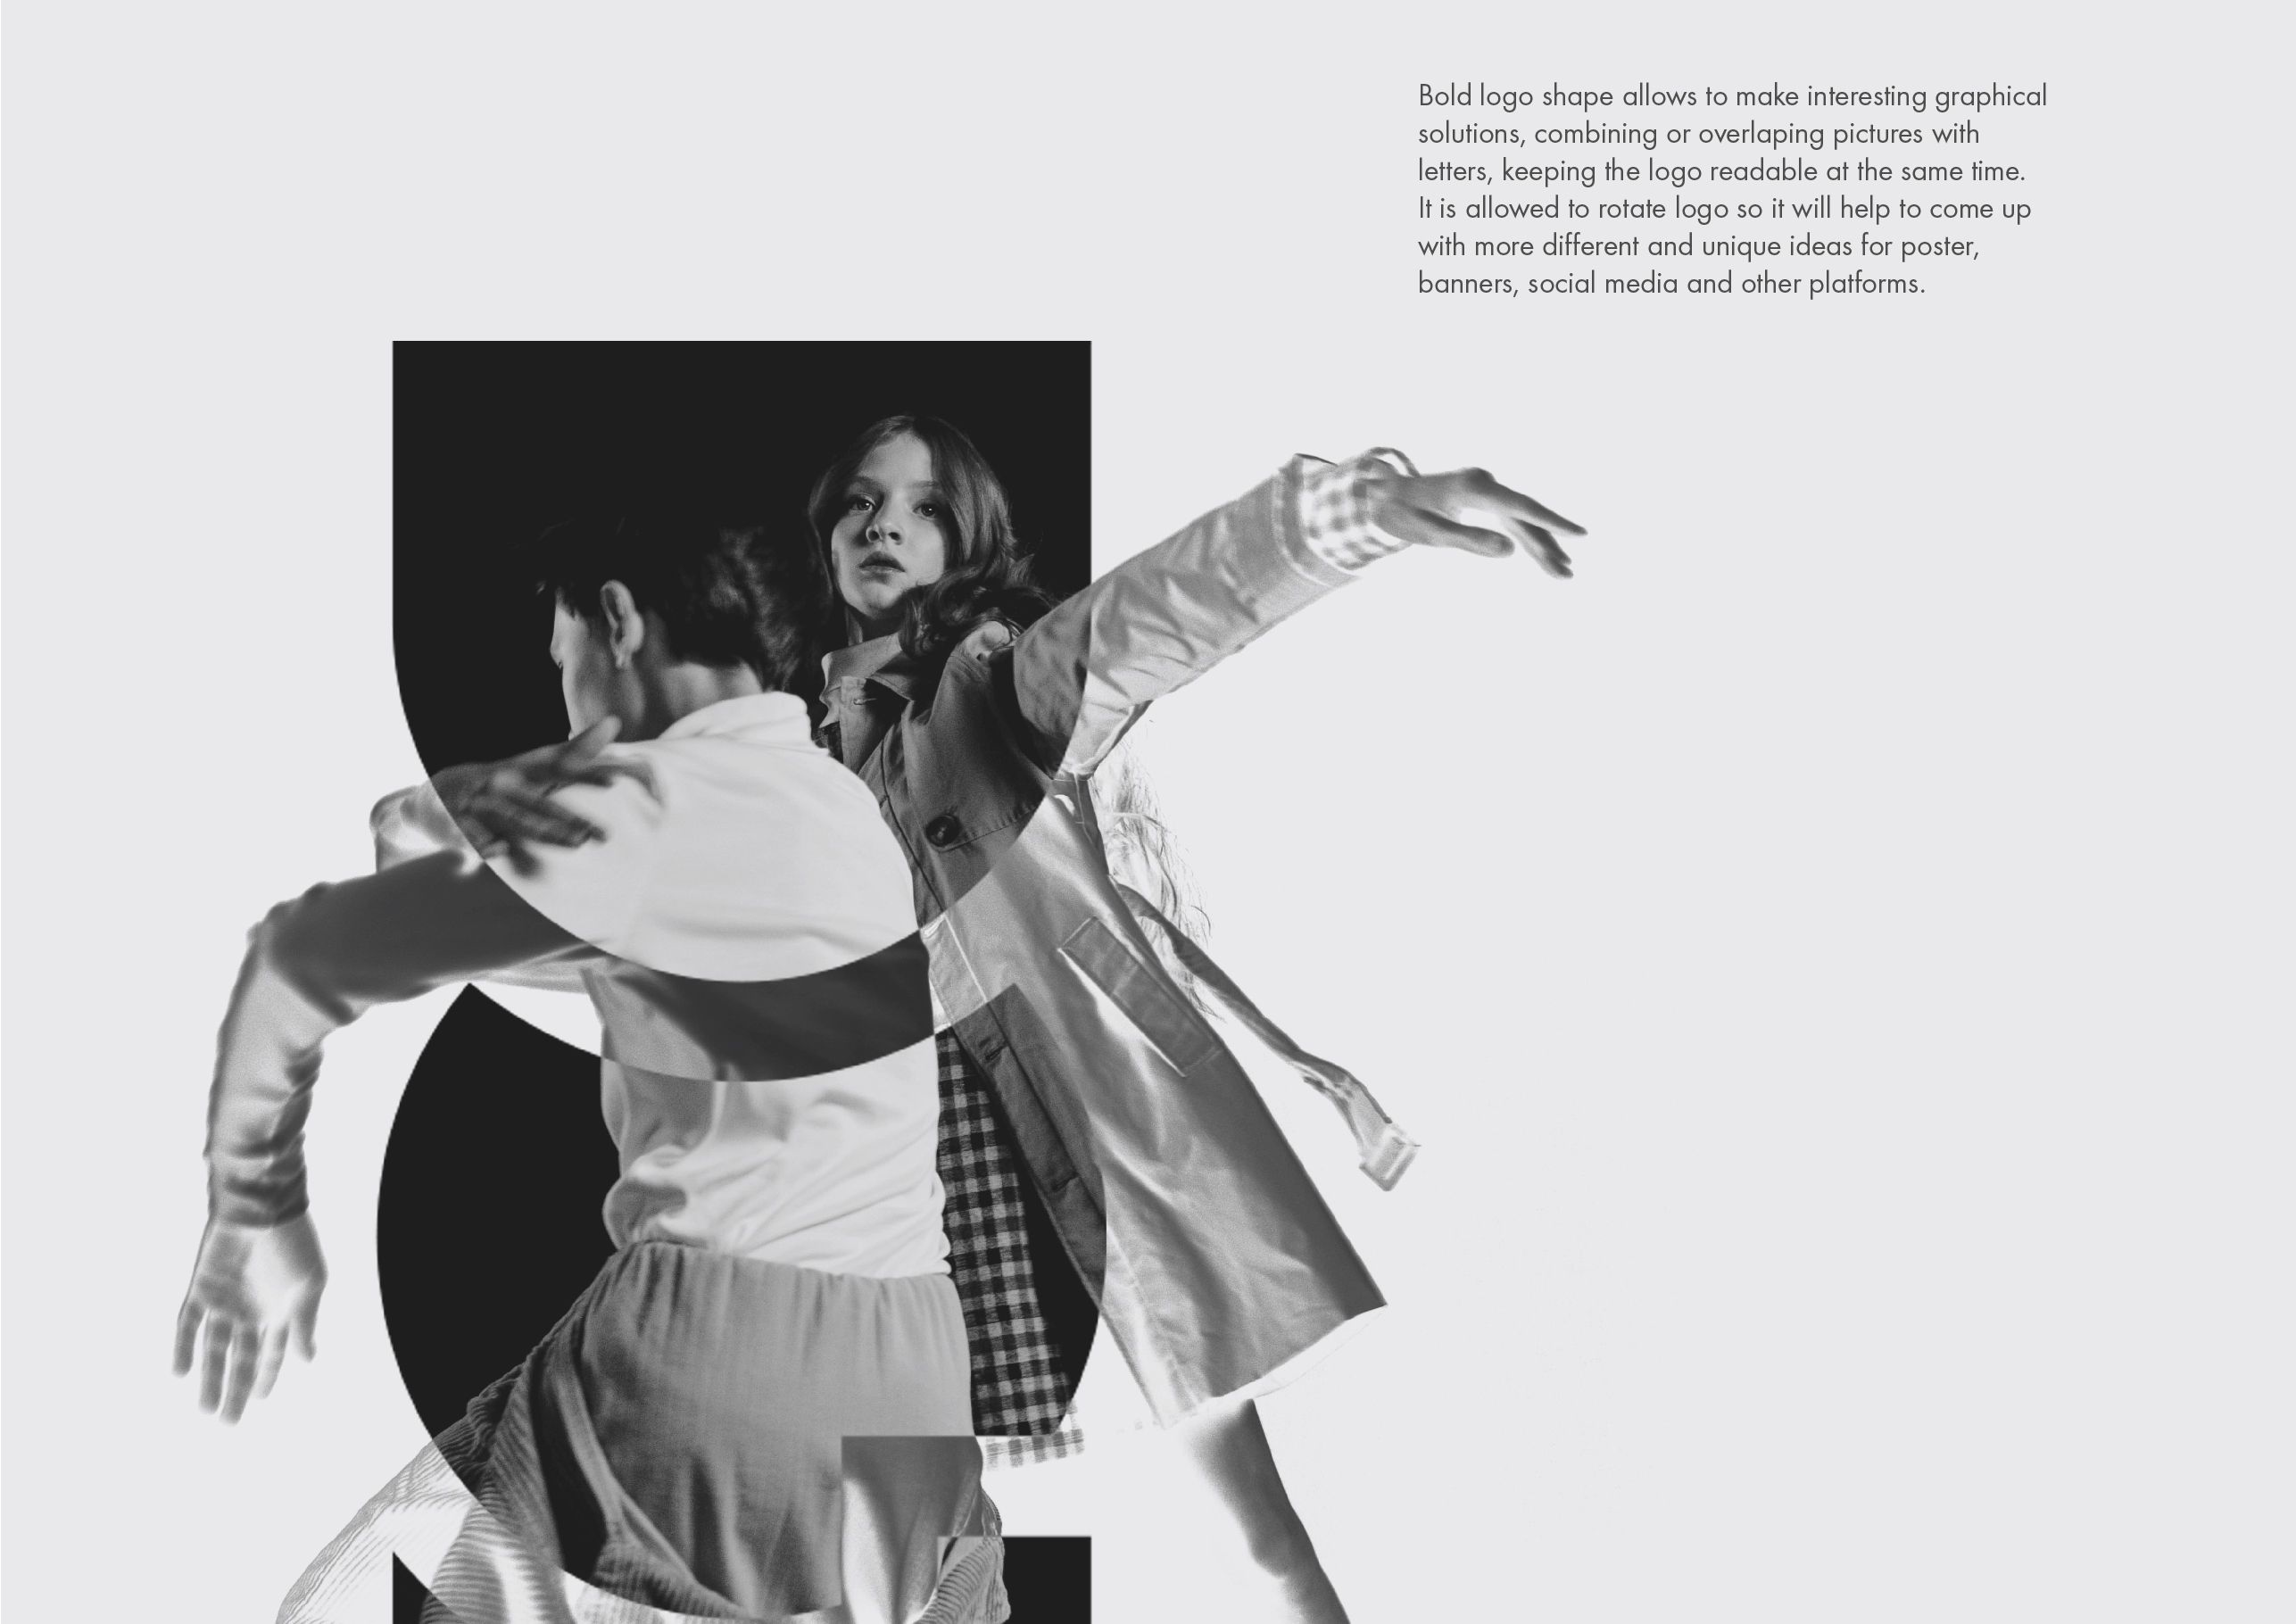 Bold logo shape allows to make interesting graphical
solutions, combining or overlaping pictures with
letters, keeping the logo readable at the same time.
It is allowed to rotate logo so it will help to come up
with more different and unique ideas for poster,
banners, social media and other platforms.